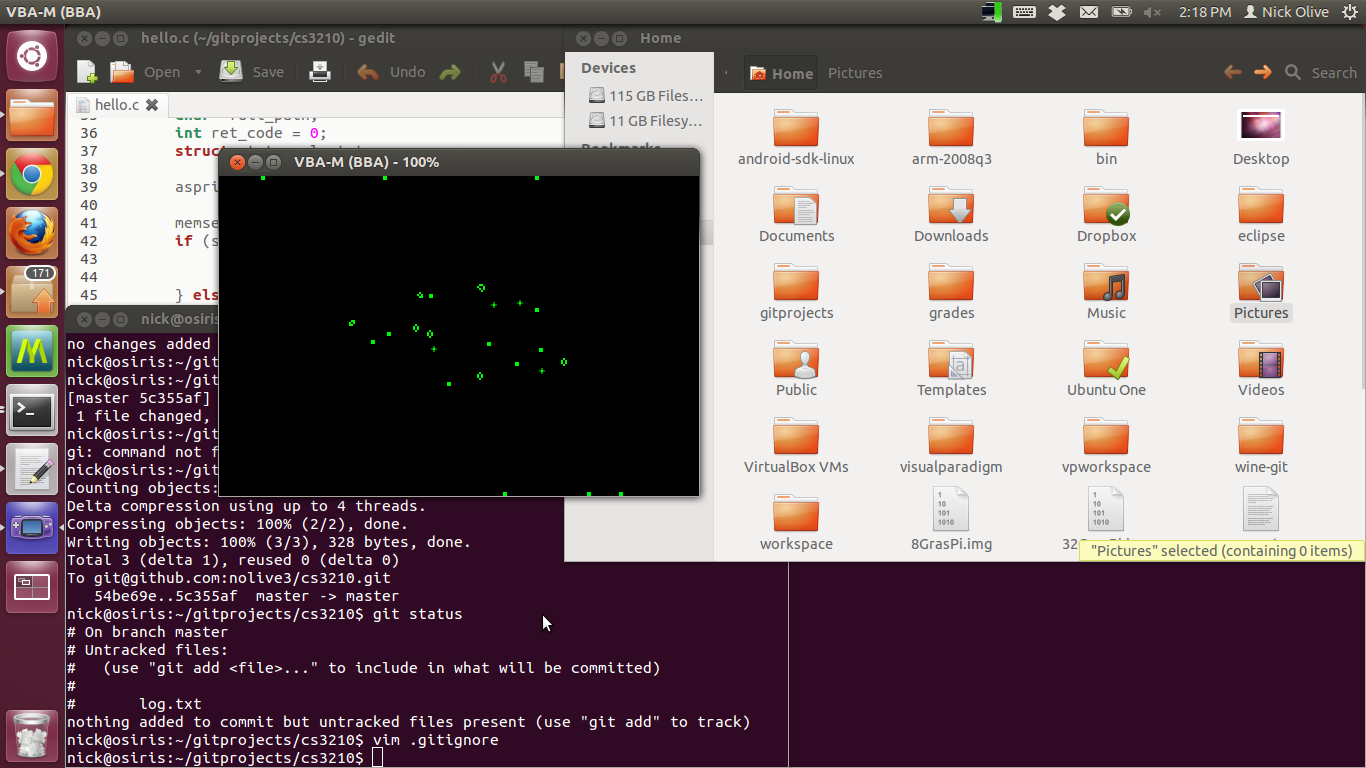 VBA-M (BBA)
2:18 PM Nick Olive
hello.c (~/gitprojects/cs3210) - gedit
Open Save Undo
hello.c
36 int ret_code = 0;
37 struct
38
39 aspri
40
41 memse
42 if (s
43
44
45 } els
171
VBA-M (BBA) - 100%
Home
Devices
115 GB Files...
11 GB Filesy...
Bookmarks
Home Pictures Search
android-sdk-linux arm-2008q3 bin Desktop
Documents Downloads Dropbox eclipse
gitprojects grades Music Pictures
Public Templates Ubuntu One Videos
VirtualBox VMs visualparadigm vpworkspace wine-git
workspace 8GrasPi.img
"Pictures" selected (containing 0 items)
nick@osiris
no changes added
nick@osiris:~/git
nick@osiris:~/git
[master 5c355af]
1 file changed,
nick@osiris:~/git
gi: command not f
nick@osiris:~/git
Counting objects:
Delta compression using up to 4 threads.
Compressing objects: 100% (2/2), done.
Writing objects: 100% (3/3), 328 bytes, done.
Total 3 (delta 1), reused 0 (delta 0)
To git@github.com:nolive3/cs3210.git
54be69e..5c355af master -> master
nick@osiris:~/gitprojects/cs3210$ git status
# On branch master
# Untracked files:
# (use "git add <file>..." to include in what will be committed)
#
# log.txt
nothing added to commit but untracked files present (use "git add" to track)
nick@osiris:~/gitprojects/cs3210$ vim .gitignore
nick@osiris:~/gitprojects/cs3210$